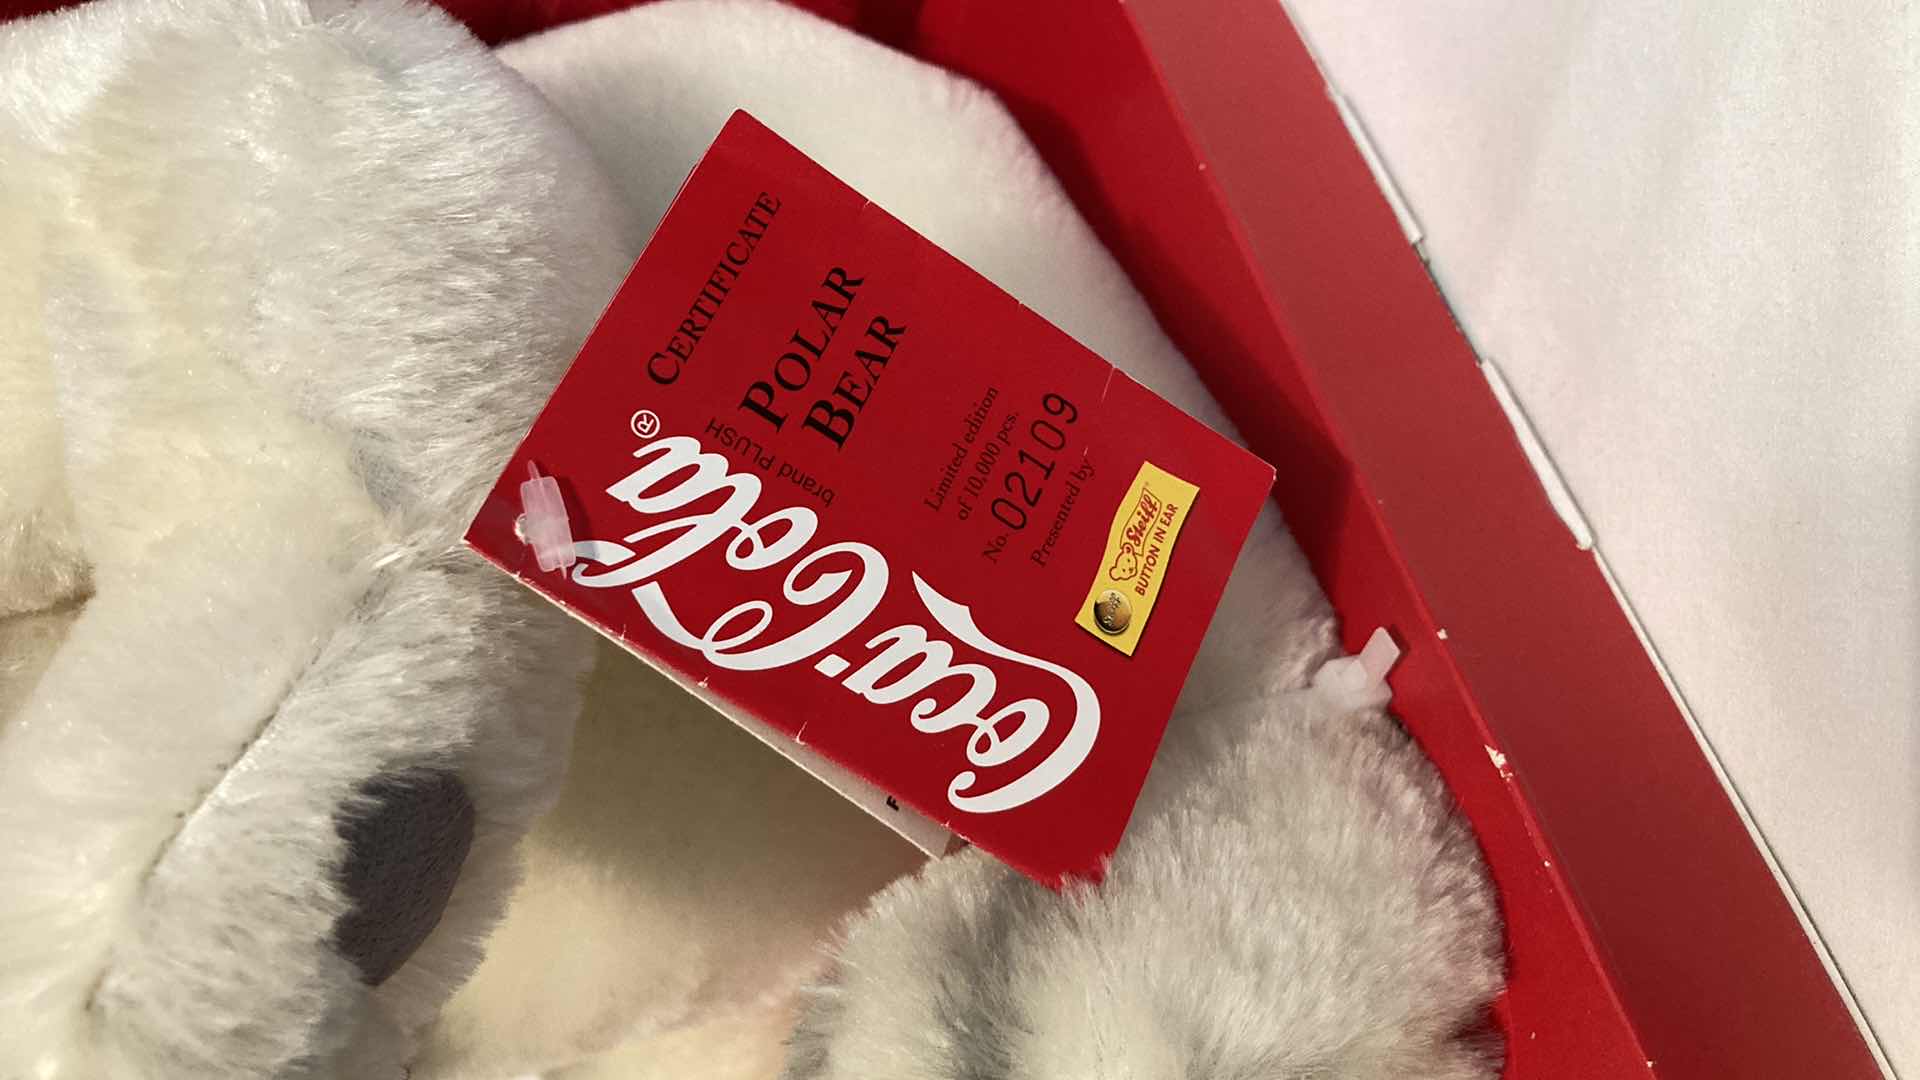 CERTIFICATE
POLAR
BEAR
Limited edition
of 10,000 pcs.
No. 02109
Presented by
Steiff
BUTTON IN EAR
Coca-Cola®
brand PLUSH
F